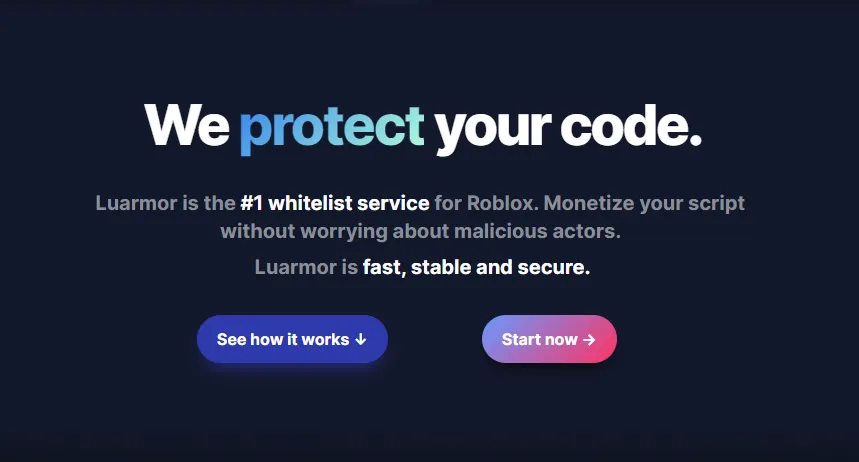 We protect your code.
Luarmor is the #1 whitelist service for Roblox. Monetize your script
without worrying about malicious actors.
Luarmor is fast, stable and secure.
See how it works ↓
Start now →